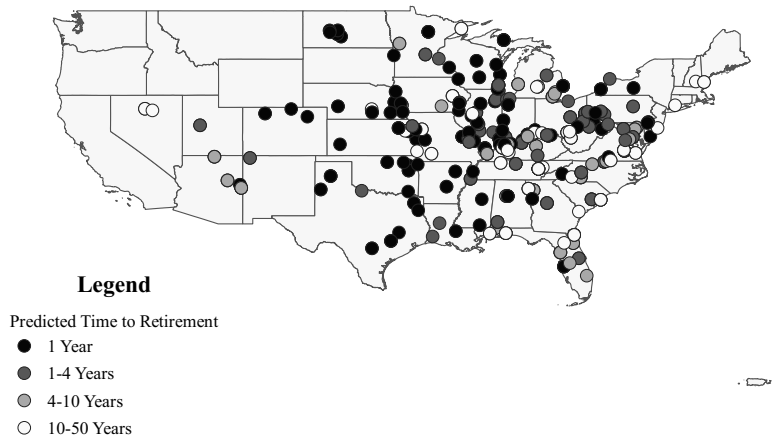 Legend
Predicted Time to Retirement
1 Year
1-4 Years
4-10 Years
10-50 Years